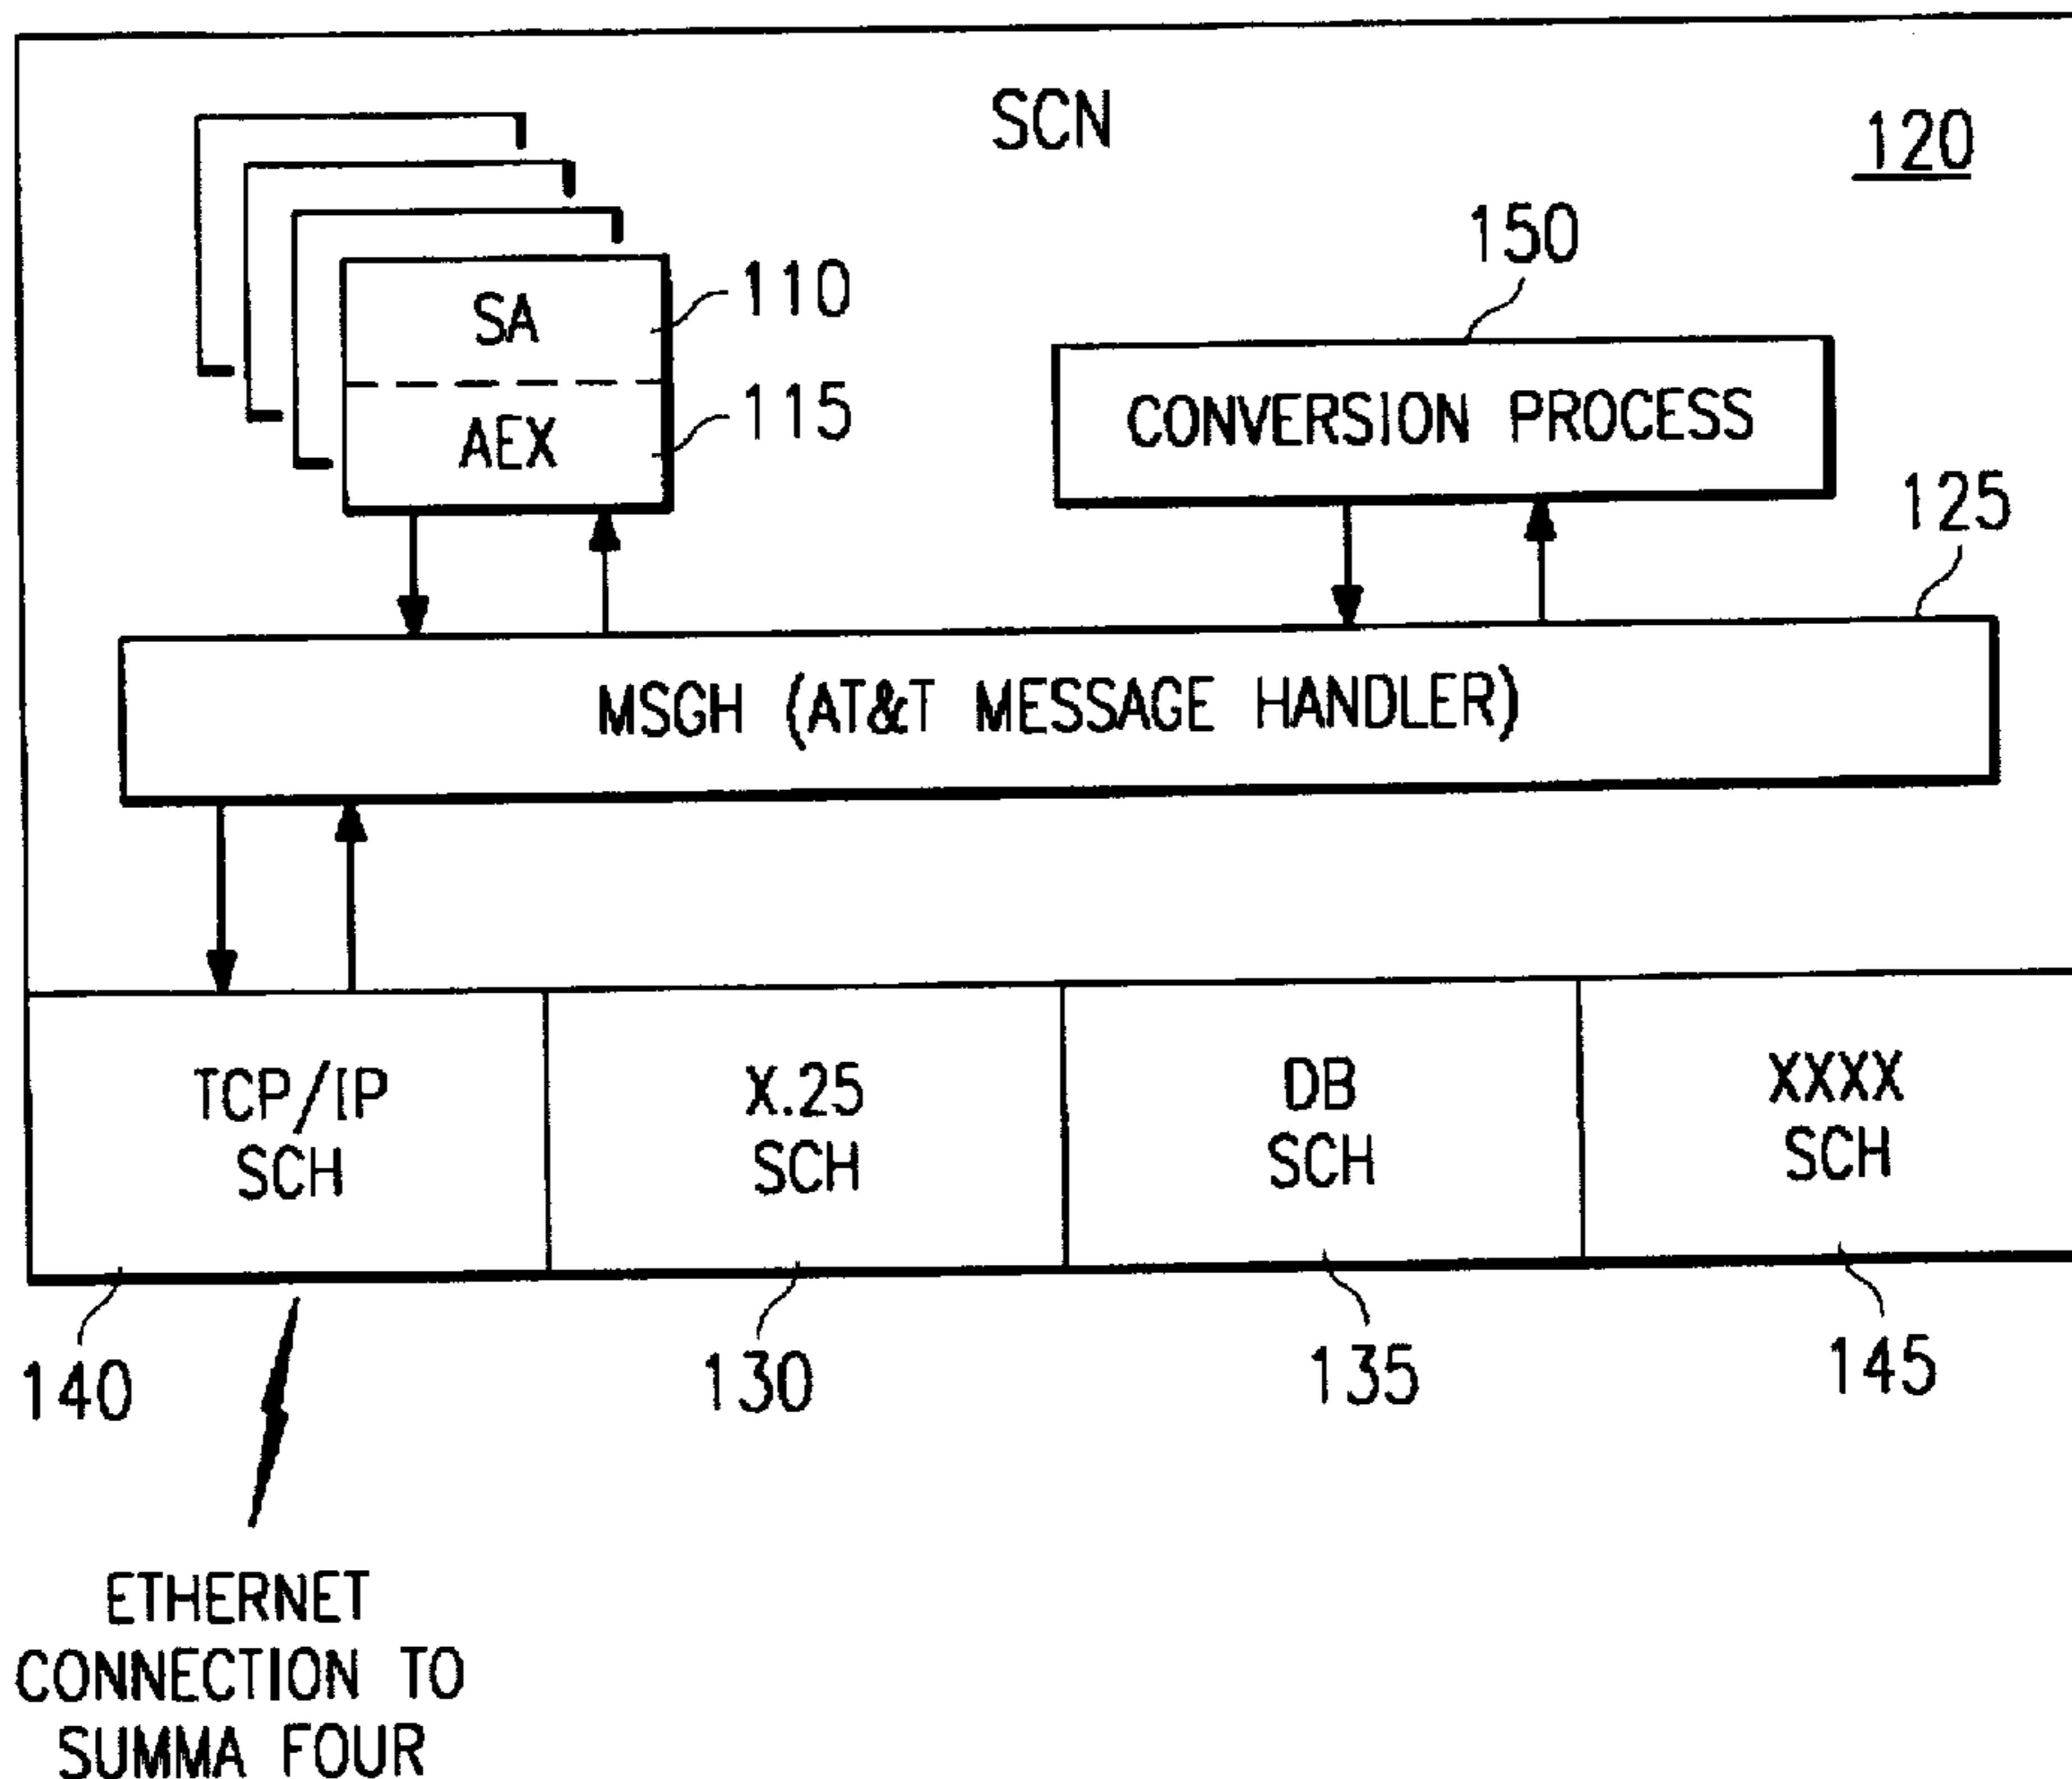 SCN
120
150
SA
110
AEX
115
CONVERSION PROCESS
125
MSGH (AT&T MESSAGE HANDLER)
TCP/IP
SCH
X.25
SCH
DB
SCH
XXXX
SCH
140
130
135
145
ETHERNET
CONNECTION TO
SUMMA FOUR